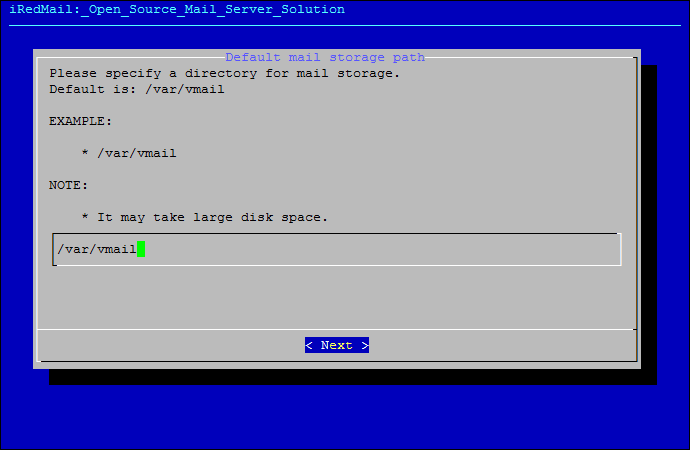 iRedMail:_Open_Source_Mail_Server_Solution
Default mail storage path
Please specify a directory for mail storage.
Default is: /var/vmail
EXAMPLE:
* /var/vmail
NOTE:
* It may take large disk space.
/var/vmail
< Next >